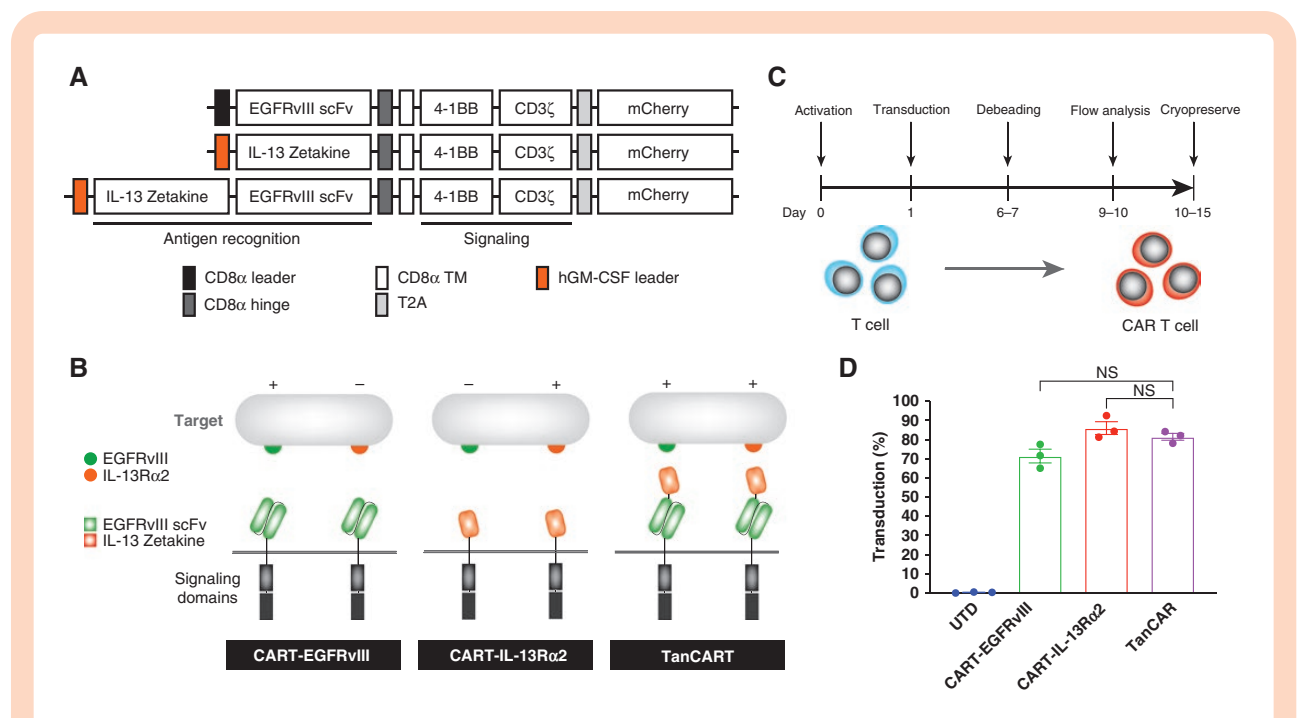 A
EGFRvIII scFv 4-1BB CD3ζ mCherry
IL-13 Zetakine 4-1BB CD3ζ mCherry
IL-13 Zetakine EGFRvIII scFv 4-1BB CD3ζ mCherry
Antigen recognition Signaling
CD8α leader CD8α TM hGM-CSF leader
CD8α hinge T2A
B
+ – – + + +
Target
EGFRvIII
IL-13Rα2
EGFRvIII scFv
IL-13 Zetakine
Signaling
domains
CART-EGFRvIII CART-IL-13Rα2 TanCART
C
Activation Transduction Debeading Flow analysis Cryopreserve
Day 0 1 6–7 9–10 10–15
T cell CAR T cell
D
NS
NS
Transduction (%)
100
90
80
70
60
50
40
30
20
10
0
UTD
CART-EGFRvIII
CART-IL-13Rα2
TanCAR